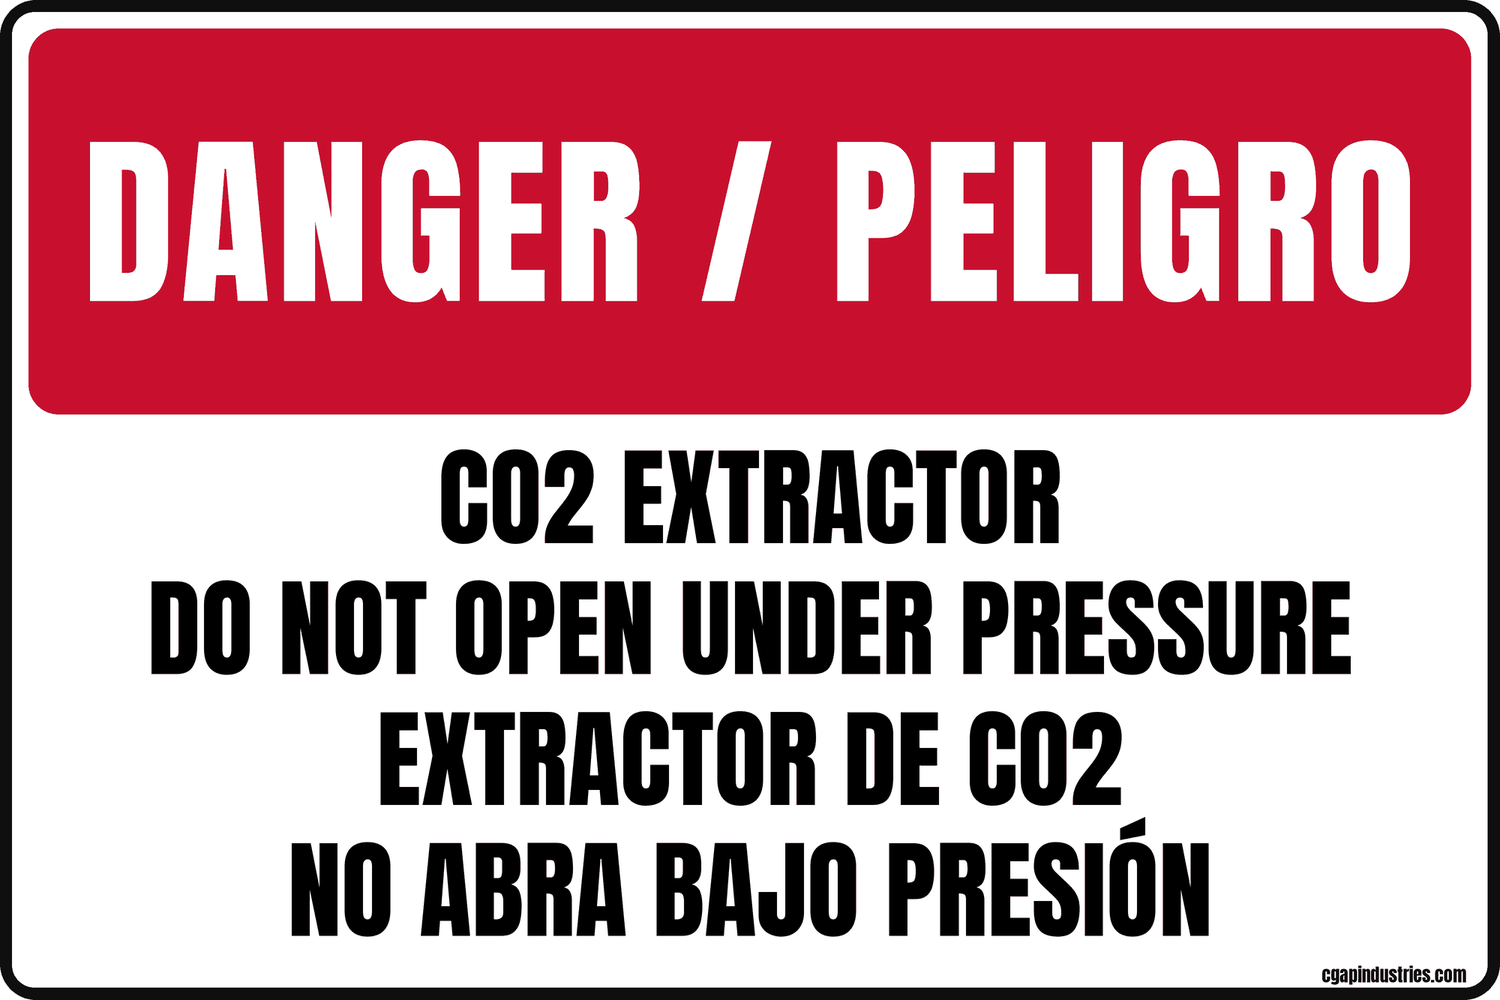 DANGER / PELIGRO
CO2 EXTRACTOR
DO NOT OPEN UNDER PRESSURE
EXTRACTOR DE CO2
NO ABRA BAJO PRESIÓN
cgapindustries.com